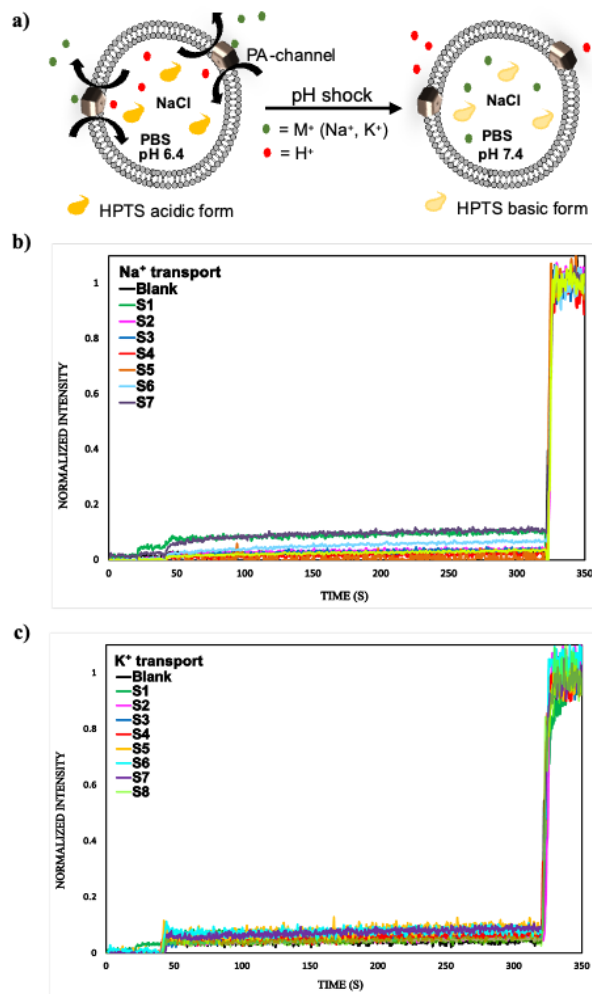 a)
PA-channel
NaCl
PBS
pH 6.4
pH shock
= M⁺ (Na⁺, K⁺)
= H⁺
NaCl
PBS
pH 7.4
HPTS acidic form
HPTS basic form
b)
Na⁺ transport
Blank
S1
S2
S3
S4
S5
S6
S7
NORMALIZED INTENSITY
1
0.8
0.6
0.4
0.2
0
0 50 100 150 200 250 300 350
TIME (S)
c)
K⁺ transport
Blank
S1
S2
S3
S4
S5
S6
S7
S8
NORMALIZED INTENSITY
1
0.8
0.6
0.4
0.2
0
0 50 100 150 200 250 300 350
TIME (S)